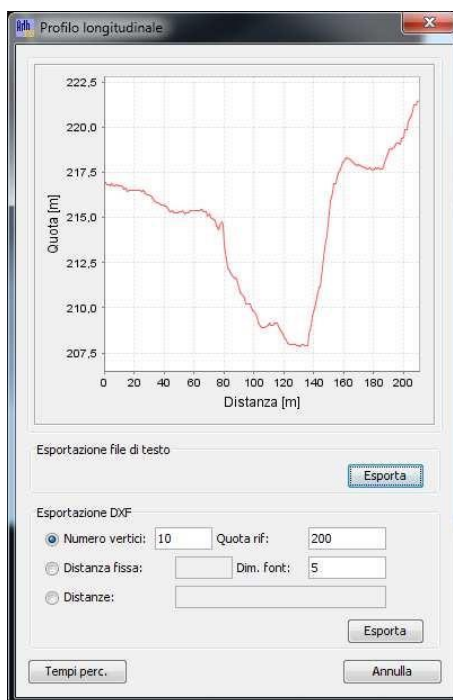 Adh Profilo longitudinale
222,5
220,0
217,5
215,0
212,5
210,0
207,5
Quota [m]
0 20 40 60 80 100 120 140 160 180 200
Distanza [m]
Esportazione file di testo
Esporta
Esportazione DXF
Numero vertici: 10 Quota rif: 200
Distanza fissa: Dim. font: 5
Distanze:
Esporta
Tempi perc. Annulla